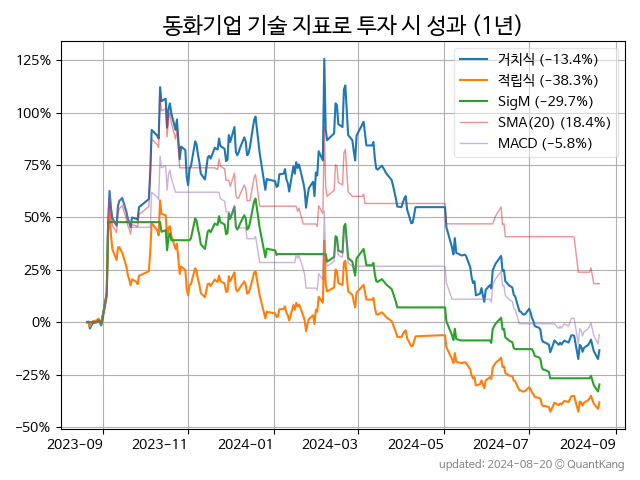 동화기업 기술 지표로 투자 시 성과 (1년)
125%
100%
75%
50%
25%
0%
−25%
−50%
거치식 (−13.4%)
적립식 (−38.3%)
SigM (−29.7%)
SMA(20) (18.4%)
MACD (−5.8%)
2023-09
2023-11
2024-01
2024-03
2024-05
2024-07
2024-09
updated: 2024-08-20 © QuantKang